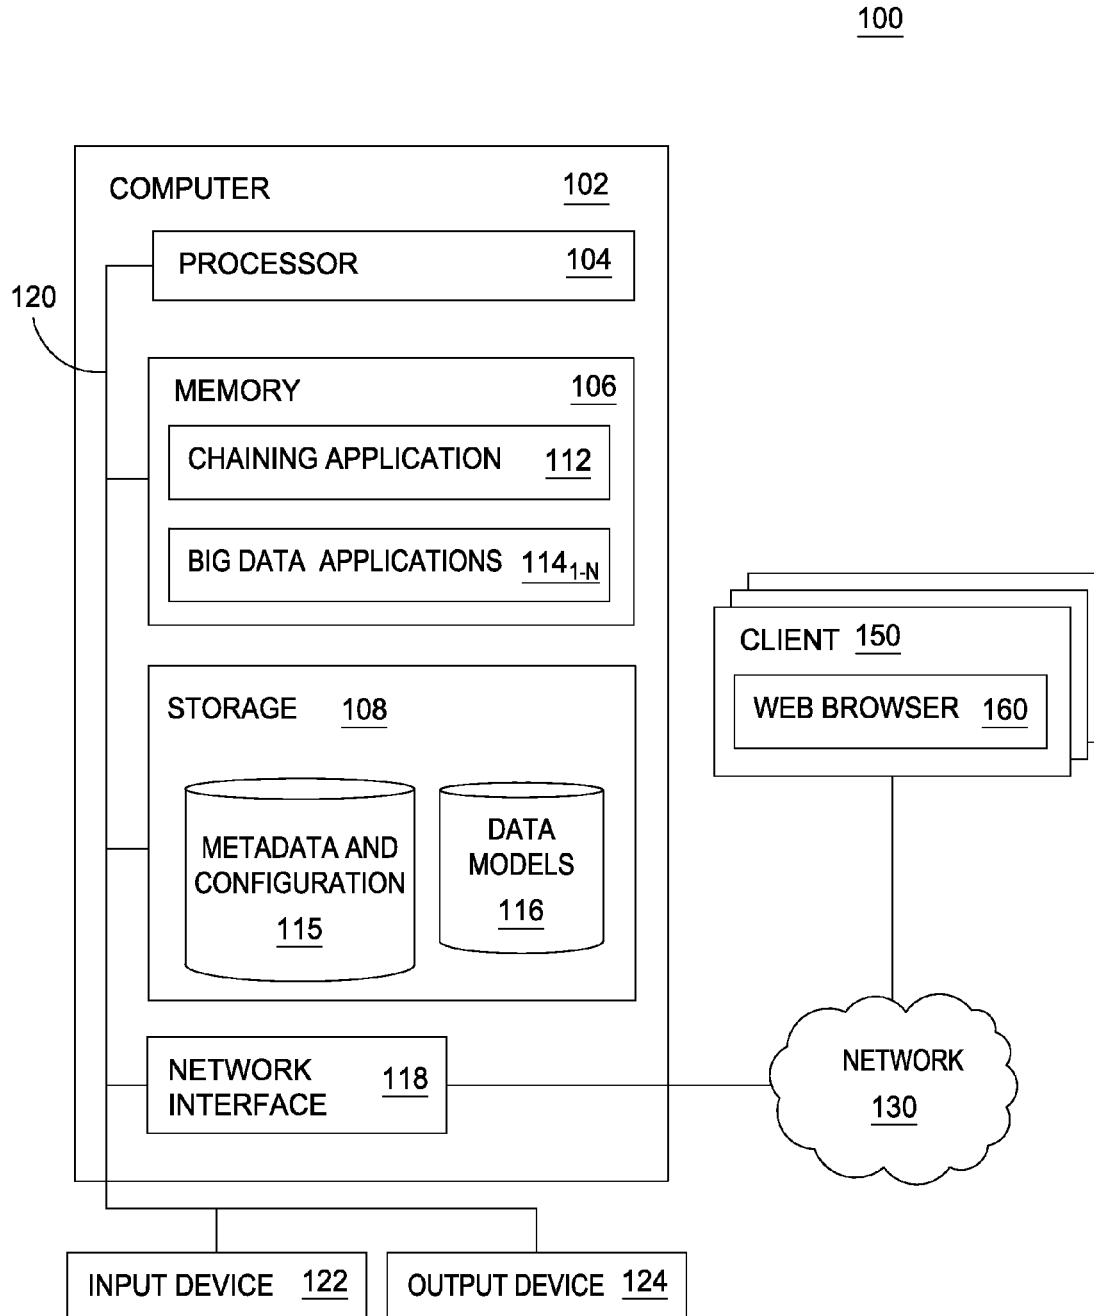 100
COMPUTER 102
PROCESSOR 104
120
MEMORY 106
CHAINING APPLICATION 112
BIG DATA APPLICATIONS 114₁₋N
STORAGE 108
METADATA AND
CONFIGURATION
115
DATA
MODELS
116
NETWORK
INTERFACE 118
CLIENT 150
WEB BROWSER 160
NETWORK
130
INPUT DEVICE 122
OUTPUT DEVICE 124